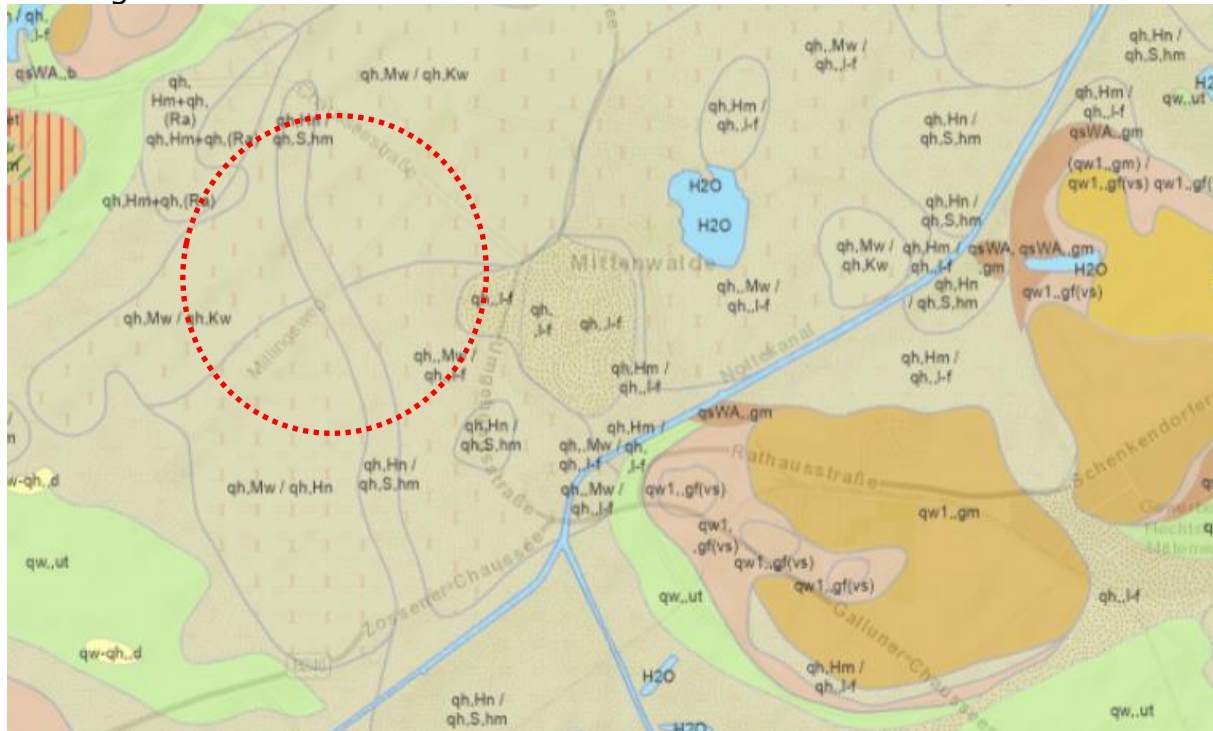 qh,
,l-f
qsWA,,b
qh,
Hm+qh,
(Ra)
qh,Hm+qh,(Ra)
qh,Mw / qh,Kw
qh,Hn /
qh,S,hm
qh,Hm+qh,(Ra)
qh,Mw / qh,Kw
Millingsweg
qh,,l-f
qh,,Mw /
qh,,l-f
qh,
,l-f
qh,,l-f
Mittenwalde
H2O
H2O
qh,Hm /
qh,,l-f
qh,,Mw /
qh,,l-f
qh,Hn /
qh,S,hm
qh,Hn /
qh,S,hm
qh,Hm /
qh,,l-f
qw,,ut
qsWA,,gm
(qw1,,gm) /
qw1,,gf(vs)
qh,Hn /
qh,S,hm
qh,Mw /
qh,Kw
qh,Hm /
qh,,l-f
qsWA, qsWA,,gm
,gm
H2O
qw1,,gf(vs)
qh,Hn
/ qh,S,hm
qh,,Mw /
qh,,l-f
Nottekanal
qh,Hm /
qh,,l-f
qh,Hm /
qh,,l-f
qsWA,,gm
qh,Hn /
qh,S,hm
qh,Hm /
qh,,Mw / qh,
qh,,l-f
,l-f
qh,,Mw /
qh,,l-f
Rathausstraße
Schenkendorfer
qw1,,gf(vs)
qw1,,gm
qw1,
,gf(vs)
qw1,,gf(vs)
qw1,,gf(vs)
qh,Mw / qh,Hn
qh,Hn /
qh,S,hm
w-qh,,d
qw,,ut
Zossener-Chaussee
qw,,ut
Galluner-Chaussee
qh,,l-f
qw-qh,,d
H2O
qh,Hm /
qh,,l-f
qh,Hn /
qh,S,hm
H2O
qw,,ut